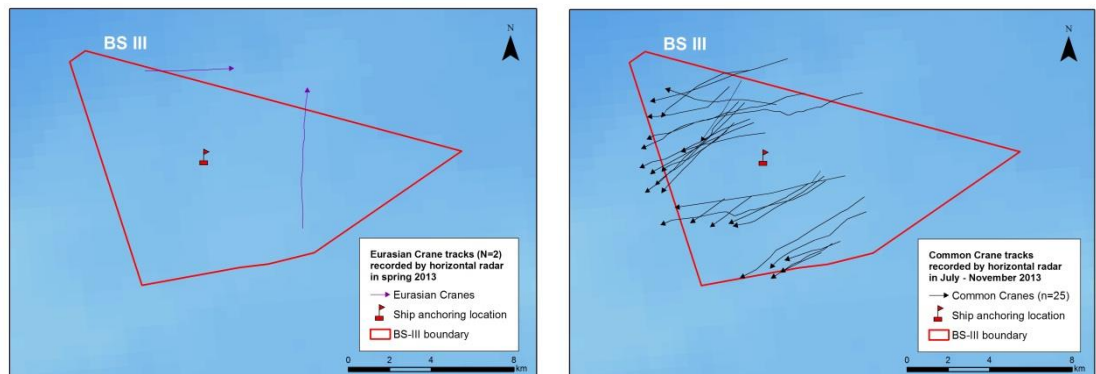 BS III
N
Eurasian Crane tracks (N=2)
recorded by horizontal radar
in spring 2013
Eurasian Cranes
Ship anchoring location
BS-III boundary
0 2 4 8
km
BS III
N
Common Crane tracks
recorded by horizontal radar
in July - November 2013
Common Cranes (n=25)
Ship anchoring location
BS-III boundary
0 2 4 8
km